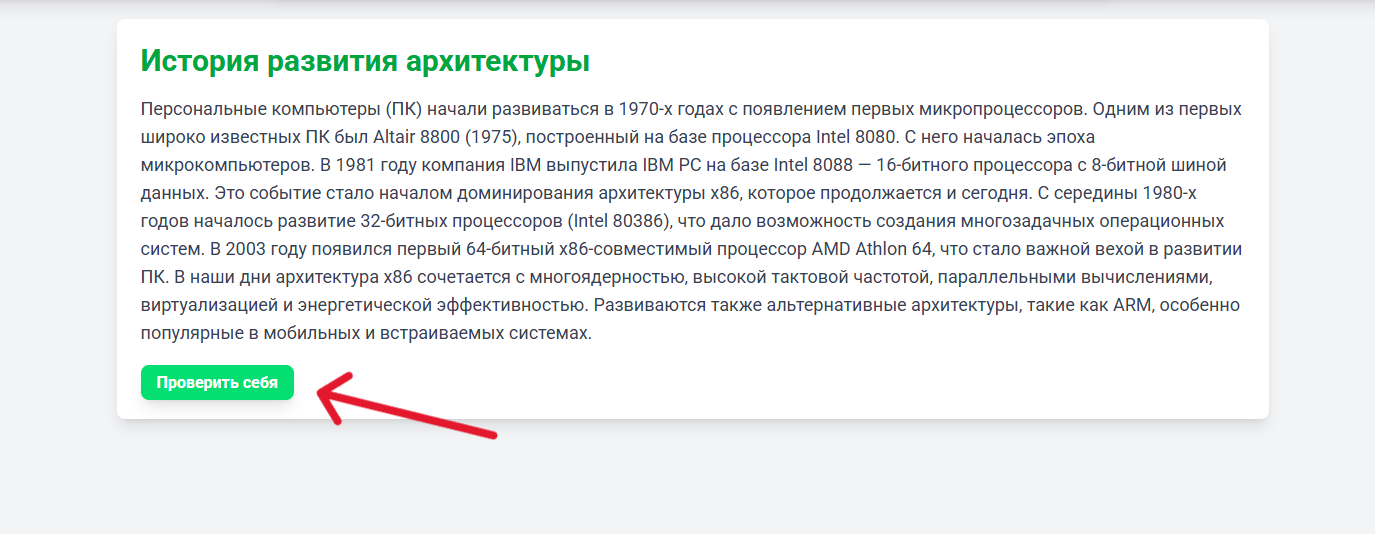 История развития архитектуры
Персональные компьютеры (ПК) начали развиваться в 1970-х годах с появлением первых микропроцессоров. Одним из первых
широко известных ПК был Altair 8800 (1975), построенный на базе процессора Intel 8080. С него началась эпоха
микрокомпьютеров. В 1981 году компания IBM выпустила IBM PC на базе Intel 8088 — 16-битного процессора с 8-битной шиной
данных. Это событие стало началом доминирования архитектуры x86, которое продолжается и сегодня. С середины 1980-х
годов началось развитие 32-битных процессоров (Intel 80386), что дало возможность создания многозадачных операционных
систем. В 2003 году появился первый 64-битный x86-совместимый процессор AMD Athlon 64, что стало важной вехой в развитии
ПК. В наши дни архитектура x86 сочетается с многоядерностью, высокой тактовой частотой, параллельными вычислениями,
виртуализацией и энергетической эффективностью. Развиваются также альтернативные архитектуры, такие как ARM, особенно
популярные в мобильных и встраиваемых системах.
Проверить себя